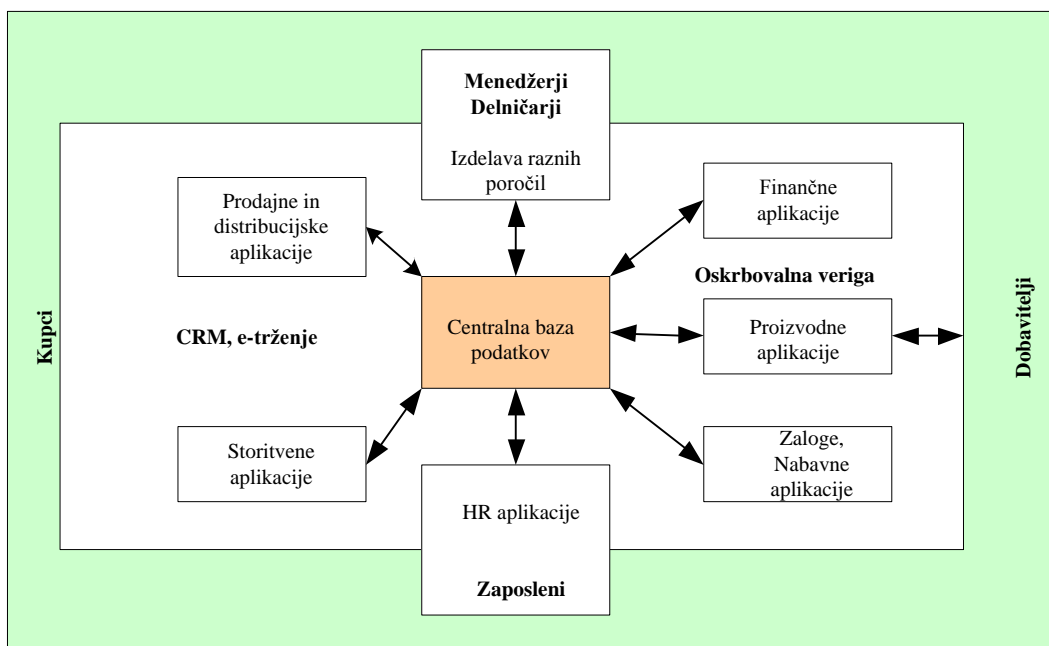 Menedžerji
Delničarji
Izdelava raznih
poročil
Prodajne in
distribucijske
aplikacije
Finančne
aplikacije
Oskrbovalna veriga
Kupci
CRM, e-trženje
Centralna baza
podatkov
Proizvodne
aplikacije
Dobavitelji
Storitvene
aplikacije
Zaloge,
Nabavne
aplikacije
HR aplikacije
Zaposleni